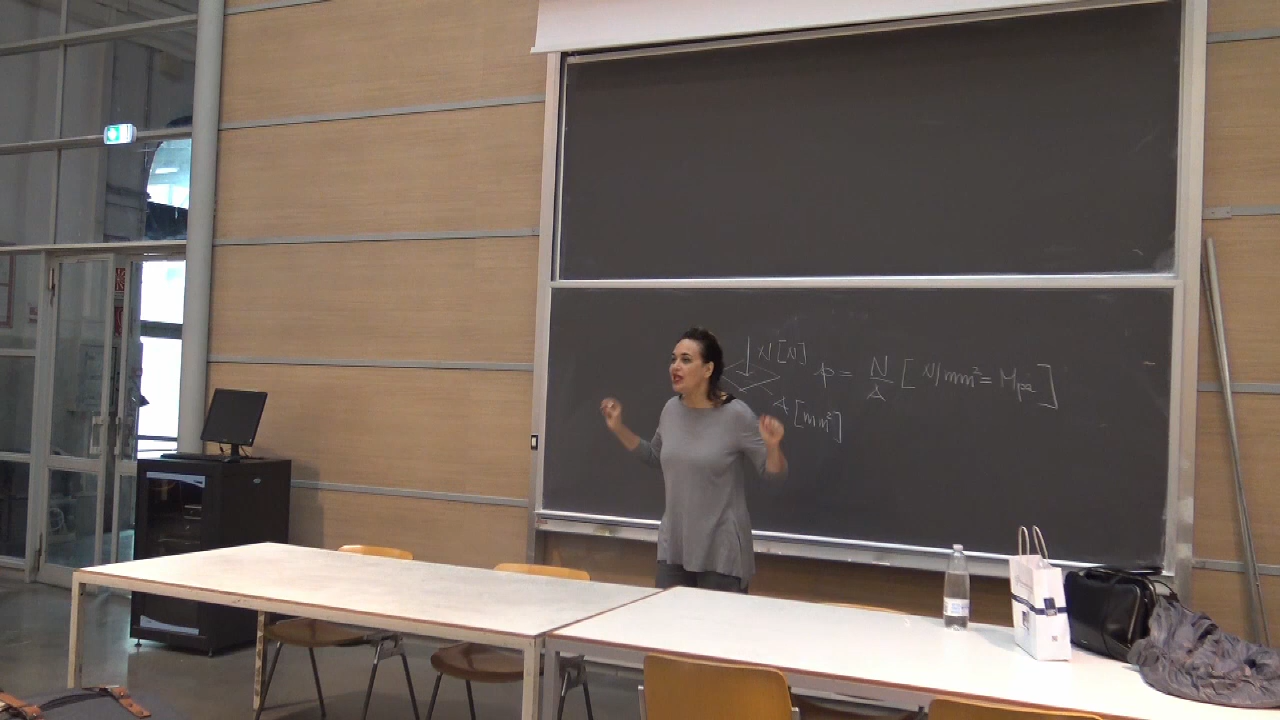 N [N]
p = N/A [N/mm² = Mpa]
A [mm²]